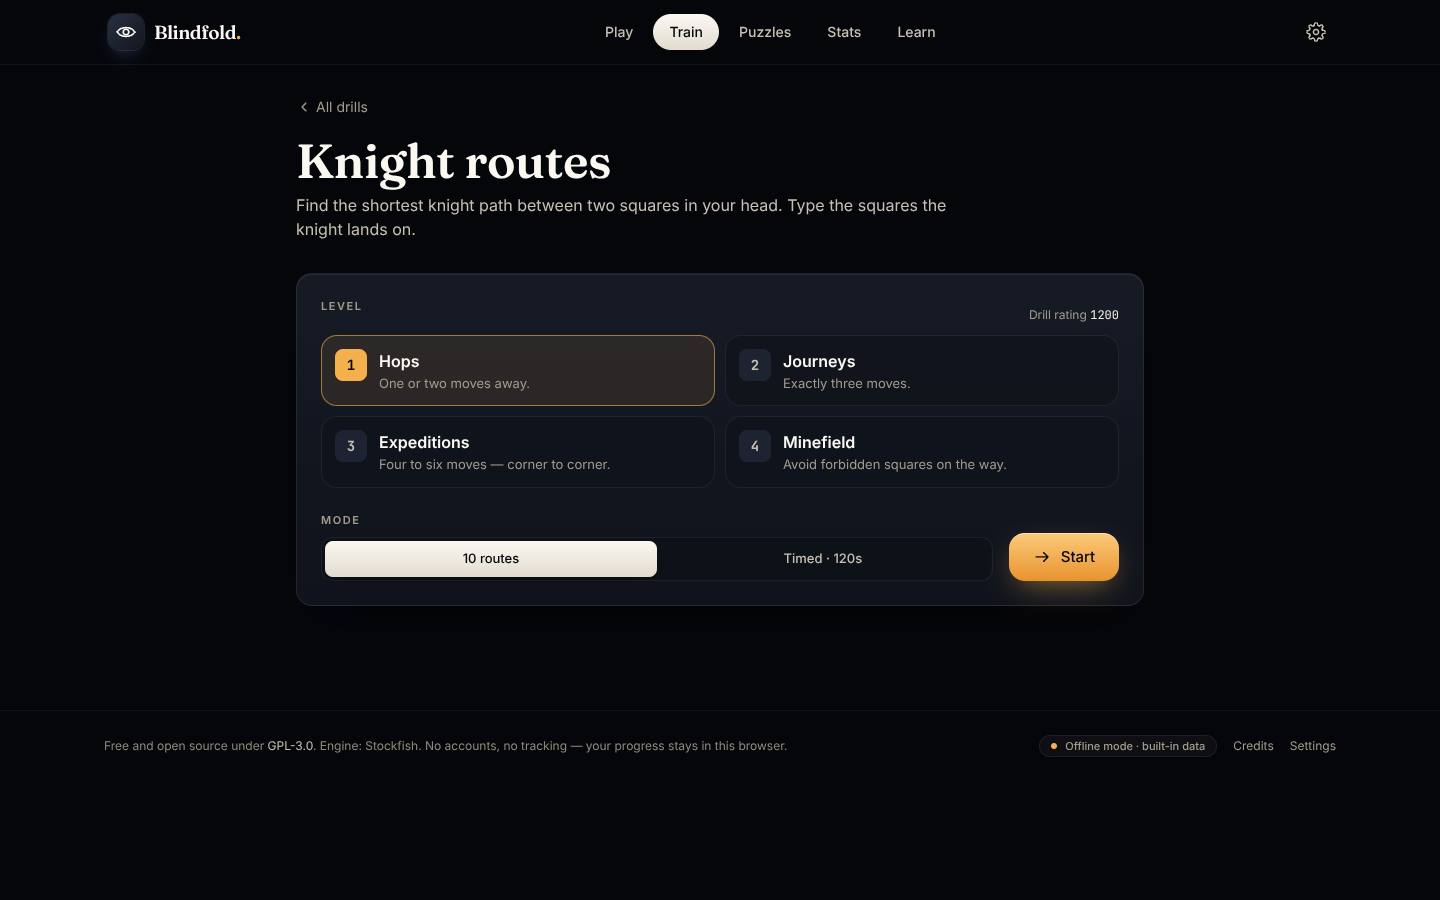 Blindfold.
Play
Train
Puzzles
Stats
Learn
All drills
Knight routes
Find the shortest knight path between two squares in your head. Type the squares the
knight lands on.
LEVEL
Drill rating 1200
1
Hops
One or two moves away.
2
Journeys
Exactly three moves.
3
Expeditions
Four to six moves — corner to corner.
4
Minefield
Avoid forbidden squares on the way.
MODE
10 routes
Timed · 120s
Start
Free and open source under GPL-3.0. Engine: Stockfish. No accounts, no tracking — your progress stays in this browser.
Offline mode · built-in data
Credits
Settings